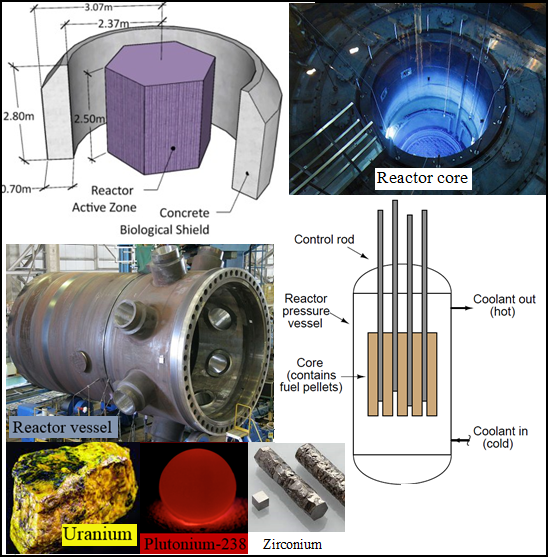 3.07m
2.37m
2.80m
2.50m
0.70m
Reactor
Active Zone
Concrete
Biological Shield
Reactor core
Control rod
Reactor
pressure
vessel
Core
(contains
fuel pellets)
Coolant out
(hot)
Coolant in
(cold)
Reactor vessel
Uranium
Plutonium-238
Zirconium